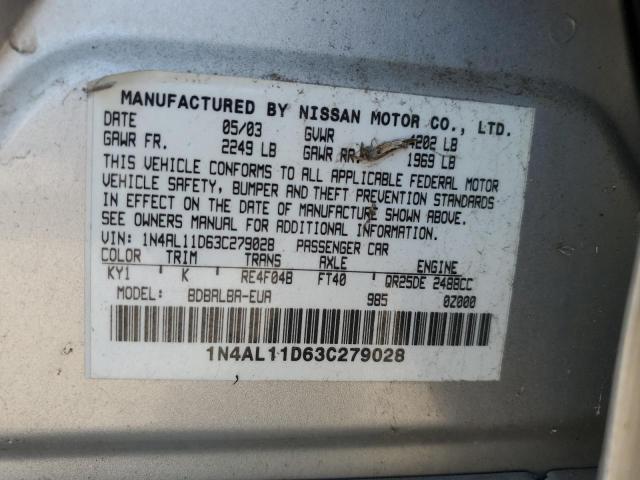 MANUFACTURED BY NISSAN MOTOR CO., LTD.
DATE 05/03 GVWR 4202 LB
GAWR FR. 2249 LB GAWR RR. 1969 LB
THIS VEHICLE CONFORMS TO ALL APPLICABLE FEDERAL MOTOR
VEHICLE SAFETY, BUMPER AND THEFT PREVENTION STANDARDS
IN EFFECT ON THE DATE OF MANUFACTURE SHOWN ABOVE.
SEE OWNERS MANUAL FOR ADDITIONAL INFORMATION.
VIN: 1N4AL11D63C279028 PASSENGER CAR
COLOR TRIM TRANS AXLE ENGINE
KY1 K RE4F04B FT40 QR25DE 2488CC
MODEL: BDBALBA-EUA 985 0Z000
1N4AL11D63C279028